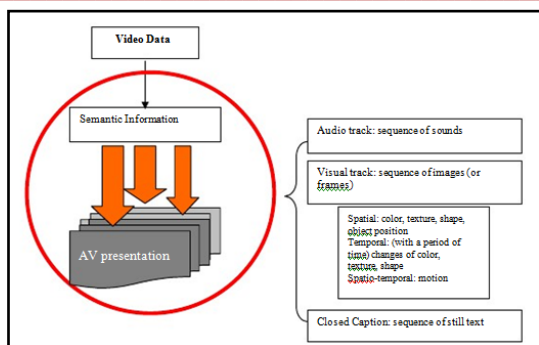 Video Data
Semantic Information
AV presentation
Audio track: sequence of sounds
Visual track: sequence of images (or
frames)
Spatial: color, texture, shape,
object position
Temporal: (with a period of
time) changes of color,
texture, shape
Spatio-temporal: motion
Closed Caption: sequence of still text